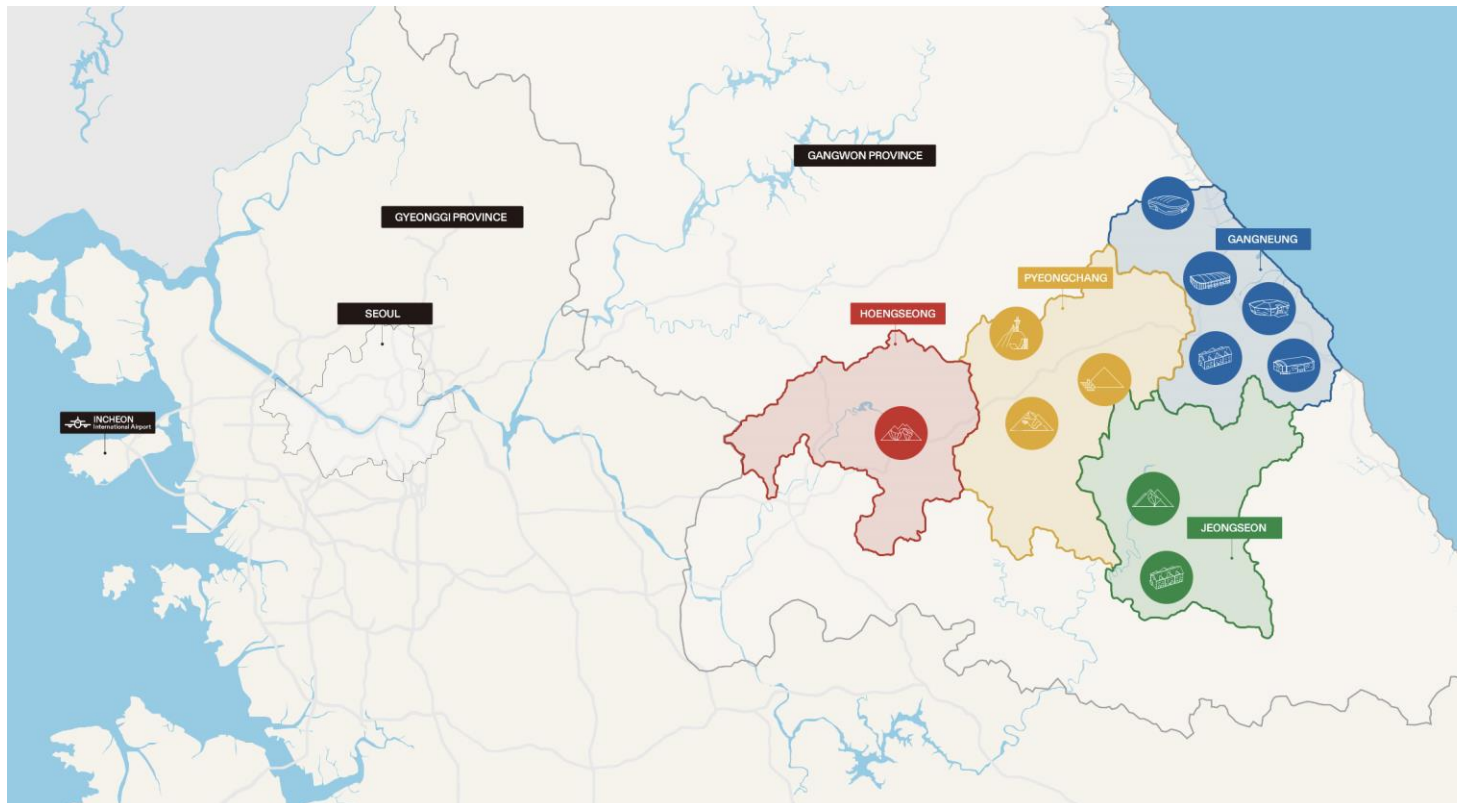 GANGWON PROVINCE
GYEONGGI PROVINCE
GANGNEUNG
PYEONGCHANG
SEOUL
HOENGSEONG
INCHEON
International Airport
JEONGSEON